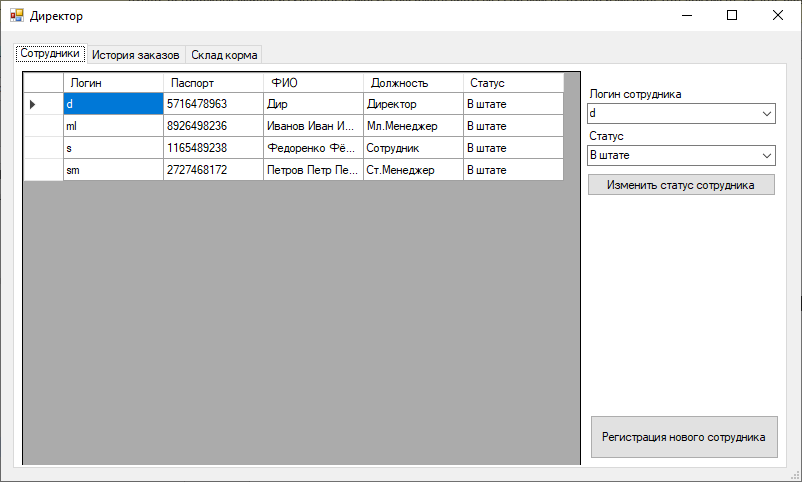 Директор
Сотрудники История заказов Склад корма
Логин Паспорт ФИО Должность Статус
d 5716478963 Дир Директор В штате
ml 8926498236 Иванов Иван И... Мл.Менеджер В штате
s 1165489238 Федоренко Фё... Сотрудник В штате
sm 2727468172 Петров Петр Пе... Ст.Менеджер В штате
Логин сотрудника
d
Статус
В штате
Изменить статус сотрудника
Регистрация нового сотрудника